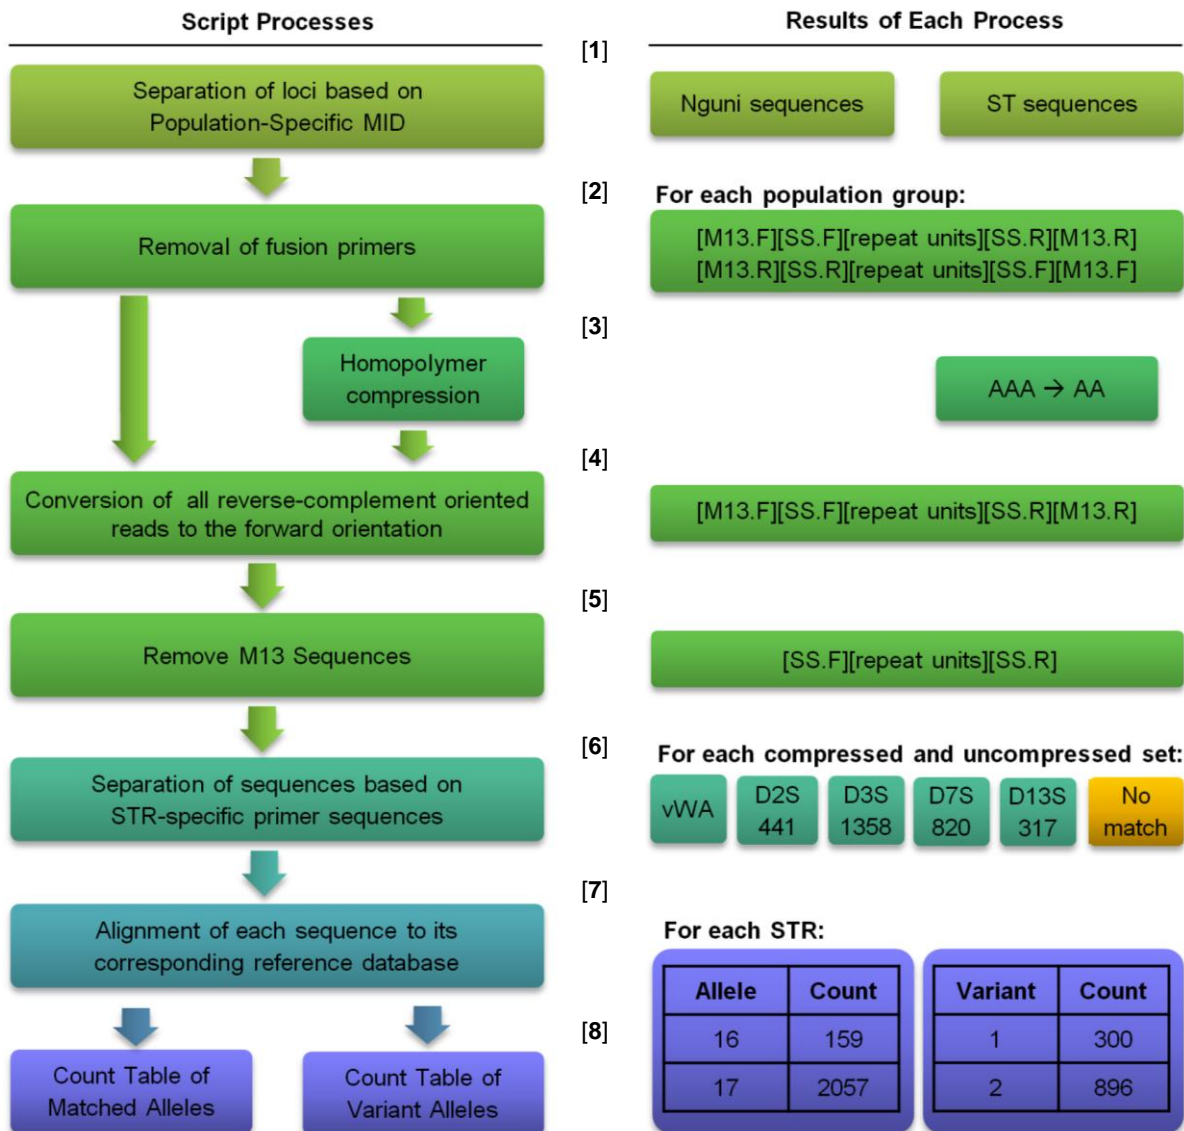 Script Processes
Results of Each Process
[1]
Separation of loci based on
Population-Specific MID
Nguni sequences
ST sequences
[2]
For each population group:
Removal of fusion primers
[M13.F][SS.F][repeat units][SS.R][M13.R]
[M13.R][SS.R][repeat units][SS.F][M13.F]
[3]
Homopolymer
compression
AAA → AA
[4]
Conversion of all reverse-complement oriented
reads to the forward orientation
[M13.F][SS.F][repeat units][SS.R][M13.R]
[5]
Remove M13 Sequences
[SS.F][repeat units][SS.R]
[6]
For each compressed and uncompressed set:
Separation of sequences based on
STR-specific primer sequences
vWA
D2S
441
D3S
1358
D7S
820
D13S
317
No
match
[7]
Alignment of each sequence to its
corresponding reference database
For each STR:
Allele Count
16 159
17 2057
Variant Count
1 300
2 896
[8]
Count Table of
Matched Alleles
Count Table of
Variant Alleles